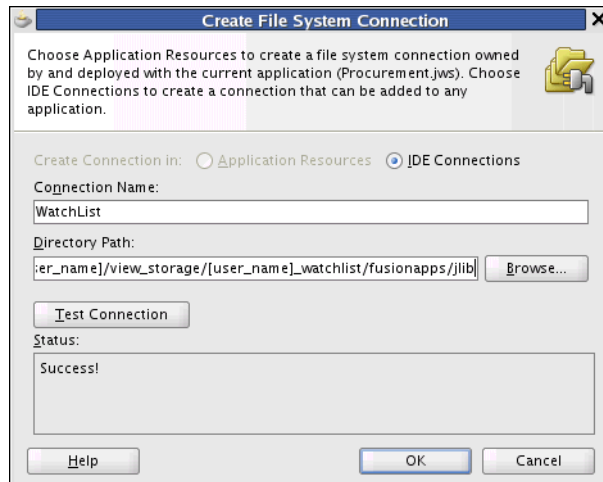 Create File System Connection
Choose Application Resources to create a file system connection owned
by and deployed with the current application (Procurement.jws). Choose
IDE Connections to create a connection that can be added to any
application.
Create Connection in: Application Resources IDE Connections
Connection Name:
WatchList
Directory Path:
er_name]/view_storage/[user_name]_watchlist/fusionapps/jlib Browse...
Test Connection
Status:
Success!
Help OK Cancel